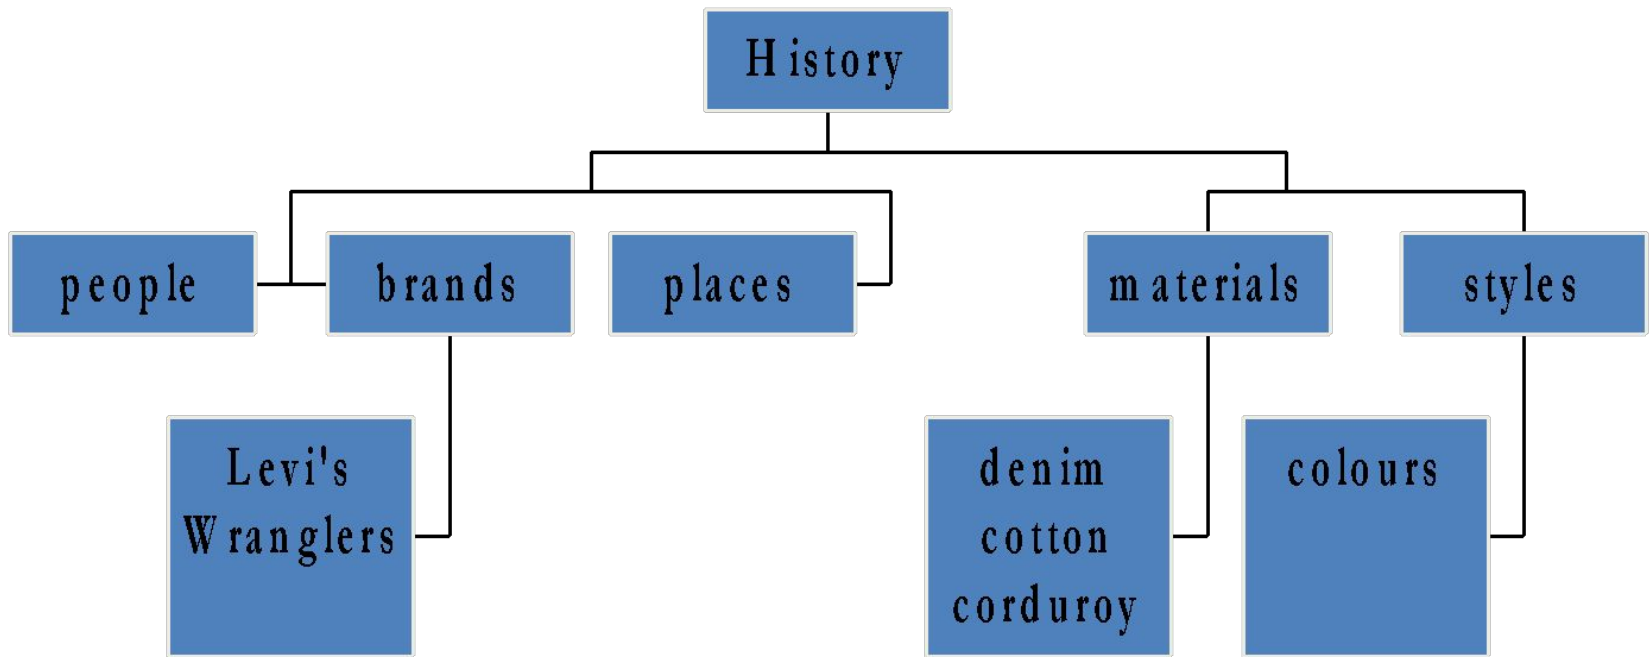 History
people
brands
places
materials
styles
Levi's
Wranglers
denim
cotton
corduroy
colours